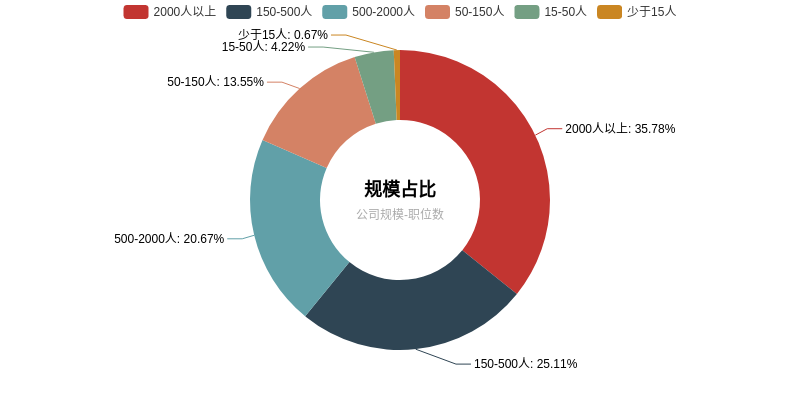 2000人以上 150-500人 500-2000人 50-150人 15-50人 少于15人
少于15人: 0.67%
15-50人: 4.22%
50-150人: 13.55%
2000人以上: 35.78%
规模占比
公司规模-职位数
500-2000人: 20.67%
150-500人: 25.11%